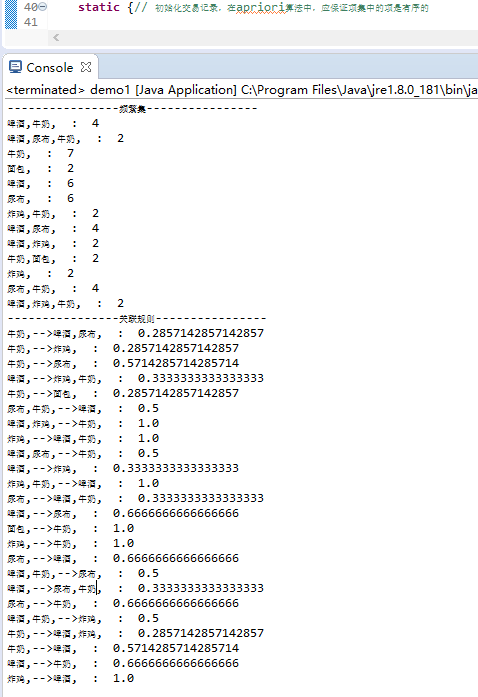 40 static {// 初始化交易记录，在apriori算法中，应保证项集中的项是有序的
41
Console
<terminated> demo1 [Java Application] C:\Program Files\Java\jre1.8.0_181\bin\ja
----------------频繁集----------------
啤酒,牛奶, : 4
啤酒,尿布,牛奶, : 2
牛奶, : 7
面包, : 2
啤酒, : 6
尿布, : 6
炸鸡,牛奶, : 2
啤酒,尿布, : 4
啤酒,炸鸡, : 2
牛奶,面包, : 2
炸鸡, : 2
尿布,牛奶, : 4
啤酒,炸鸡,牛奶, : 2
----------------关联规则----------------
牛奶,-->啤酒,尿布, : 0.2857142857142857
牛奶,-->炸鸡, : 0.2857142857142857
牛奶,-->尿布, : 0.5714285714285714
啤酒,-->炸鸡,牛奶, : 0.3333333333333333
牛奶,-->面包, : 0.2857142857142857
尿布,牛奶,-->啤酒, : 0.5
啤酒,炸鸡,-->牛奶, : 1.0
炸鸡,-->啤酒,牛奶, : 1.0
啤酒,尿布,-->牛奶, : 0.5
啤酒,-->炸鸡, : 0.3333333333333333
炸鸡,牛奶,-->啤酒, : 1.0
尿布,-->啤酒,牛奶, : 0.3333333333333333
啤酒,-->尿布, : 0.6666666666666666
面包,-->牛奶, : 1.0
炸鸡,-->牛奶, : 1.0
尿布,-->啤酒, : 0.6666666666666666
啤酒,牛奶,-->尿布, : 0.5
啤酒,-->尿布,牛奶, : 0.3333333333333333
尿布,-->牛奶, : 0.6666666666666666
啤酒,牛奶,-->炸鸡, : 0.5
牛奶,-->啤酒,炸鸡, : 0.2857142857142857
牛奶,-->啤酒, : 0.5714285714285714
啤酒,-->牛奶, : 0.6666666666666666
炸鸡,-->啤酒, : 1.0